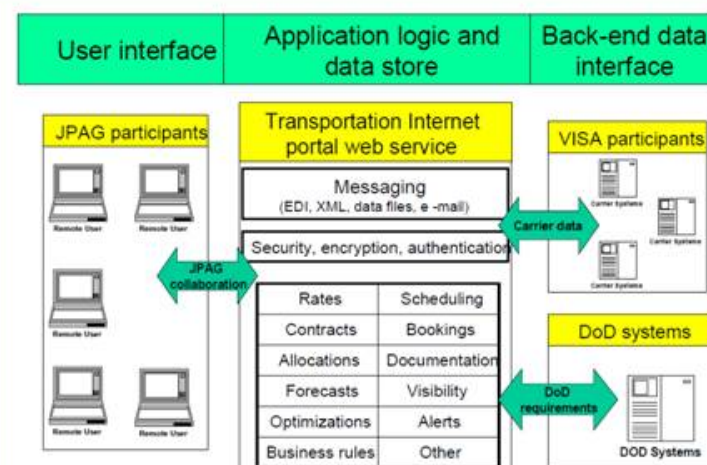 User interface
Application logic and
data store
Back-end data
interface
JPAG participants
Remote User
Remote User
Remote User
Remote User
JPAG
collaboration
Transportation Internet
portal web service
Messaging
(EDI, XML, data files, e -mail)
Security, encryption, authentication
Rates
Scheduling
Contracts
Bookings
Allocations
Documentation
Forecasts
Visibility
Optimizations
Alerts
Business rules
Other
VISA participants
Carrier Systems
Carrier Systems
Carrier Systems
Carrier data
DoD systems
DoD
requirements
DOD Systems
Remote User